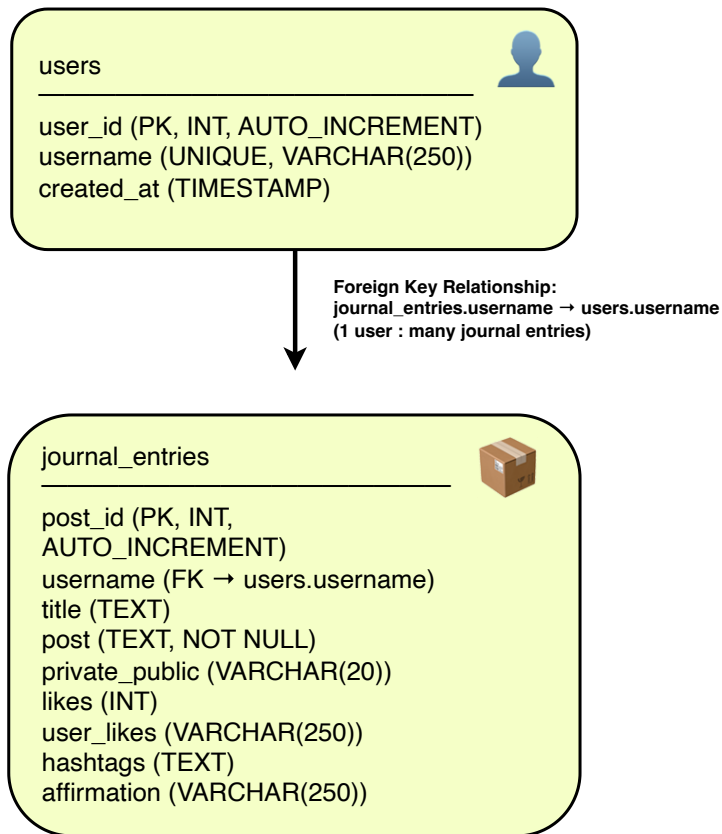 users
user_id (PK, INT, AUTO_INCREMENT)
username (UNIQUE, VARCHAR(250))
created_at (TIMESTAMP)
Foreign Key Relationship:
journal_entries.username → users.username
(1 user : many journal entries)
journal_entries
post_id (PK, INT,
AUTO_INCREMENT)
username (FK → users.username)
title (TEXT)
post (TEXT, NOT NULL)
private_public (VARCHAR(20))
likes (INT)
user_likes (VARCHAR(250))
hashtags (TEXT)
affirmation (VARCHAR(250))